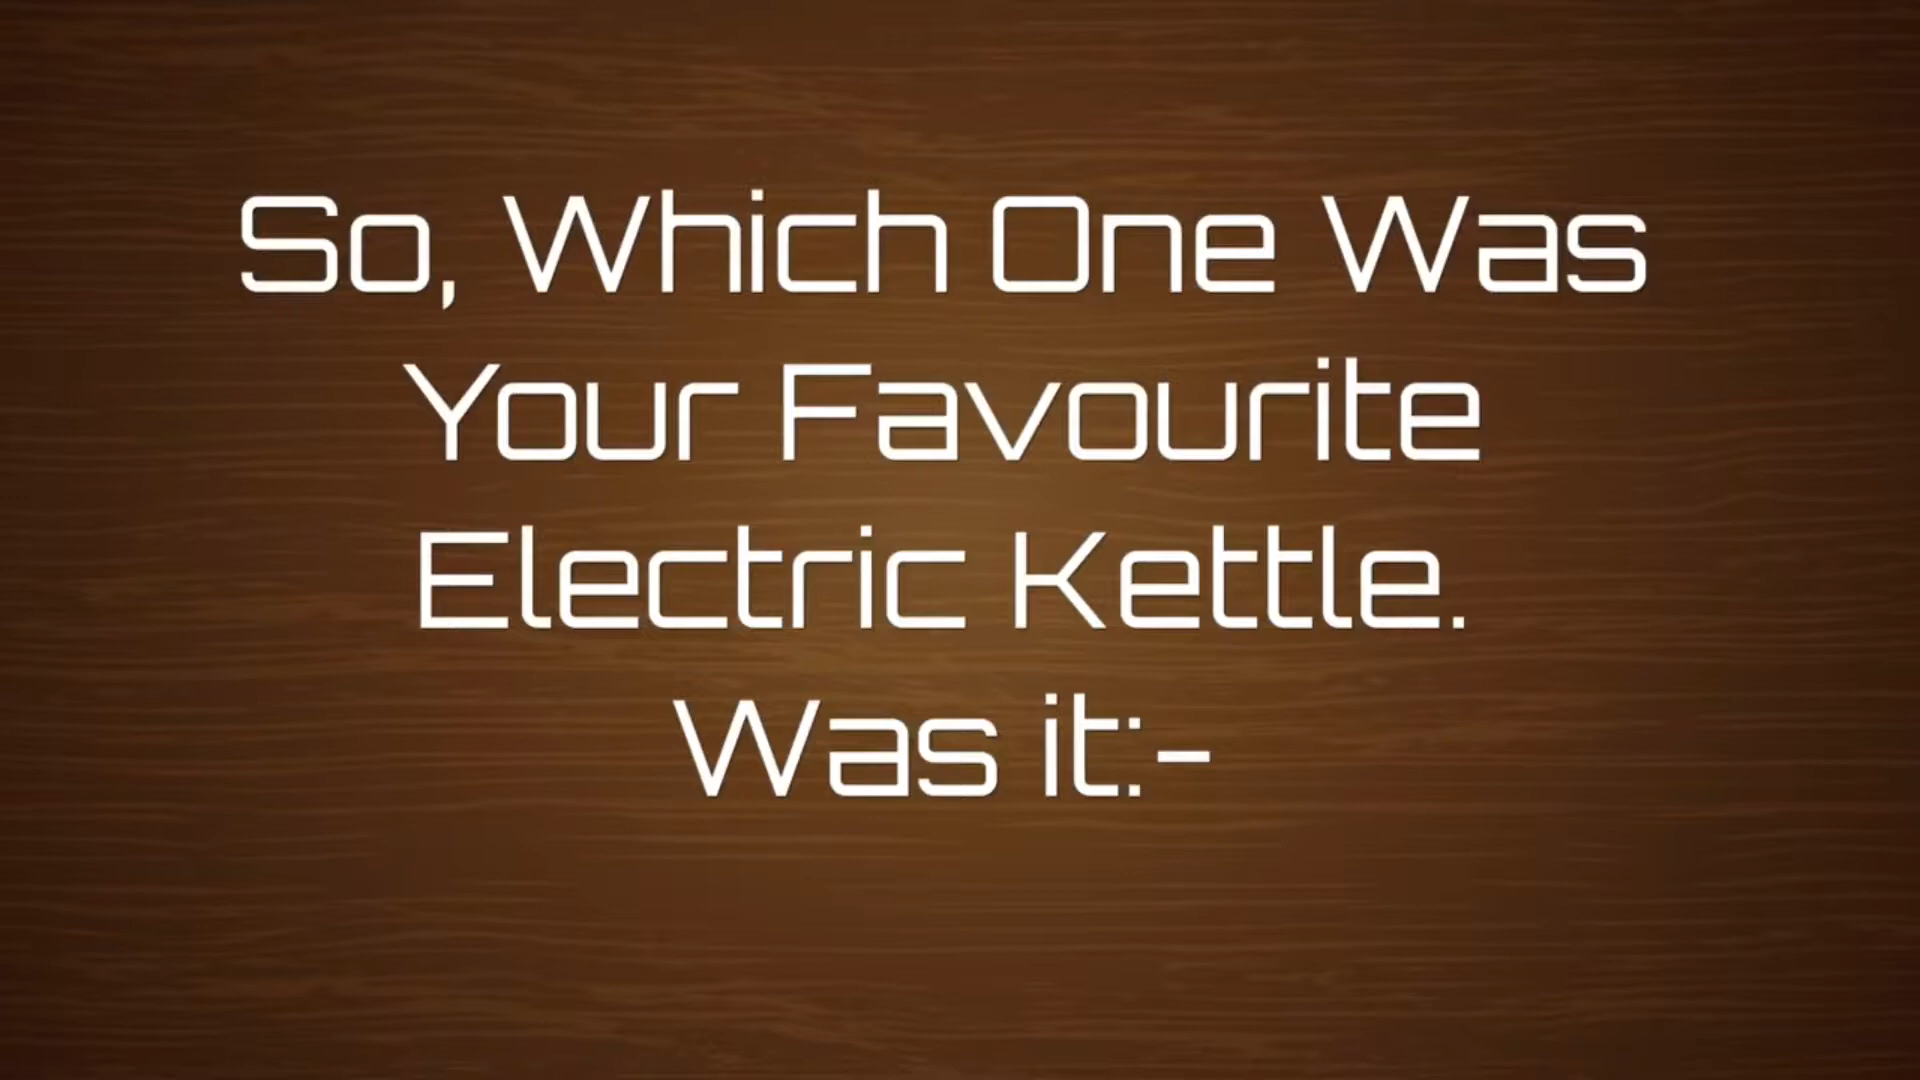 So, Which One Was
Your Favourite
Electric Kettle.
Was it:-